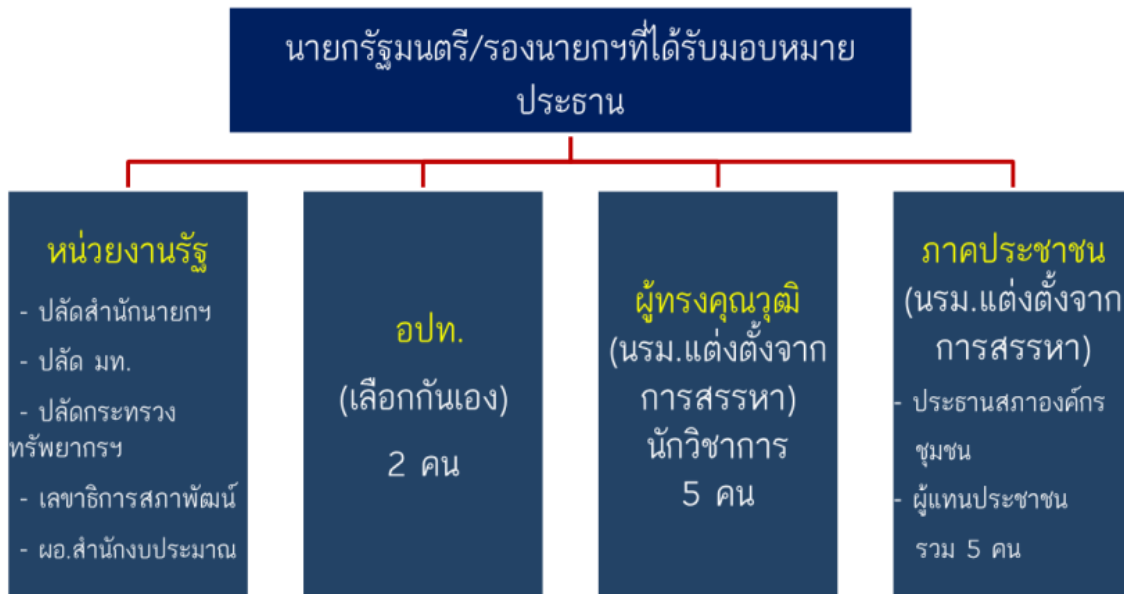 นายกรัฐมนตรี/รองนายกฯที่ได้รับมอบหมาย
ประธาน
หน่วยงานรัฐ
- ปลัดสำนักนายกฯ
- ปลัด มท.
- ปลัดกระทรวง
ทรัพยากรฯ
- เลขาธิการสภาพัฒน์
- ผอ.สำนักงบประมาณ
อปท.
(เลือกกันเอง)
2 คน
ผู้ทรงคุณวุฒิ
(นรม.แต่งตั้งจาก
การสรรหา)
นักวิชาการ
5 คน
ภาคประชาชน
(นรม.แต่งตั้งจาก
การสรรหา)
- ประธานสภาองค์กร
ชุมชน
- ผู้แทนประชาชน
รวม 5 คน